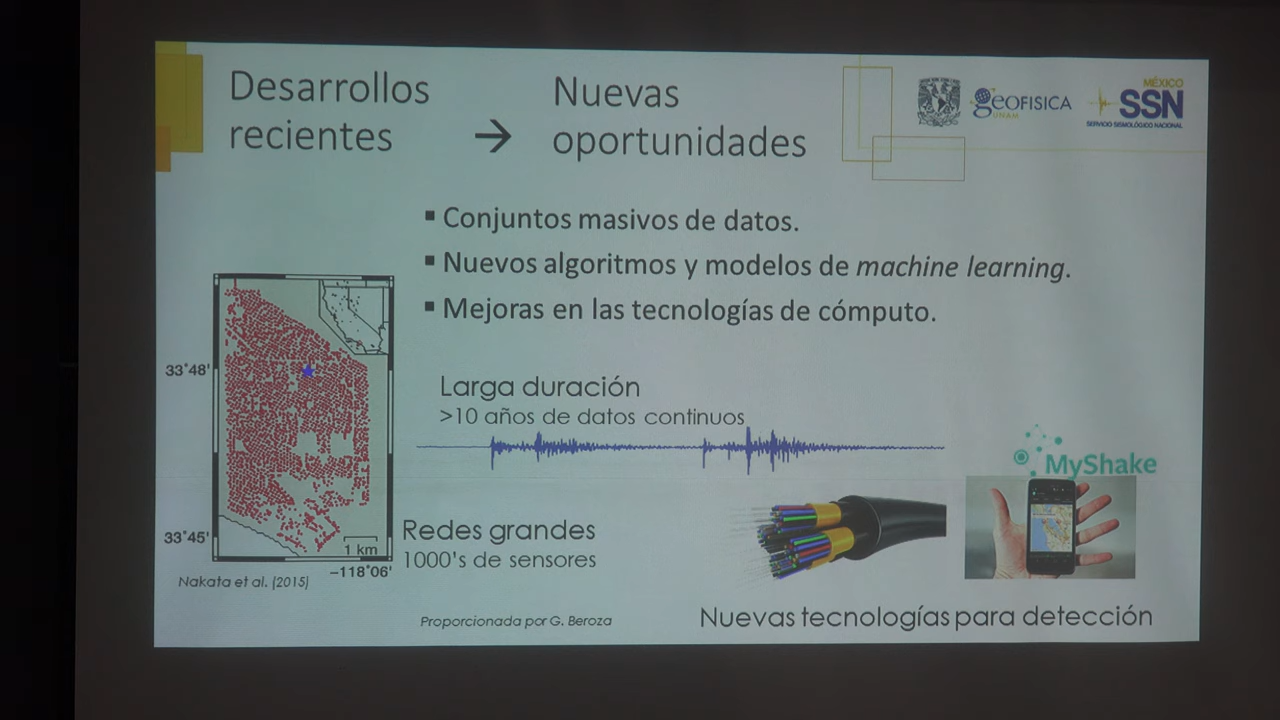 Desarrollos
recientes
→
Nuevas
oportunidades
GEOFISICA
UNAM
MÉXICO
SSN
SERVICIO SISMOLÓGICO NACIONAL
▪ Conjuntos masivos de datos.
▪ Nuevos algoritmos y modelos de machine learning.
▪ Mejoras en las tecnologías de cómputo.
33°48'
33°45'
1 km
-118°06'
Nakata et al. (2015)
Larga duración
>10 años de datos continuos
Redes grandes
1000's de sensores
MyShake
Proporcionada por G. Beroza
Nuevas tecnologías para detección